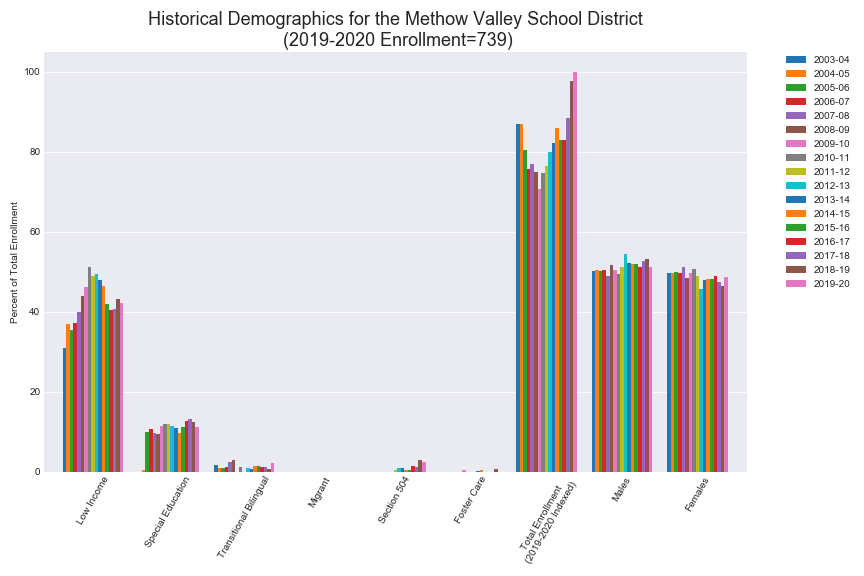 Historical Demographics for the Methow Valley School District
(2019-2020 Enrollment=739)
Percent of Total Enrollment
100
80
60
40
20
0
Low Income
Special Education
Transitional Bilingual
Migrant
Section 504
Foster Care
Total Enrollment
(2019-2020 Indexed)
Males
Females
2003-04
2004-05
2005-06
2006-07
2007-08
2008-09
2009-10
2010-11
2011-12
2012-13
2013-14
2014-15
2015-16
2016-17
2017-18
2018-19
2019-20